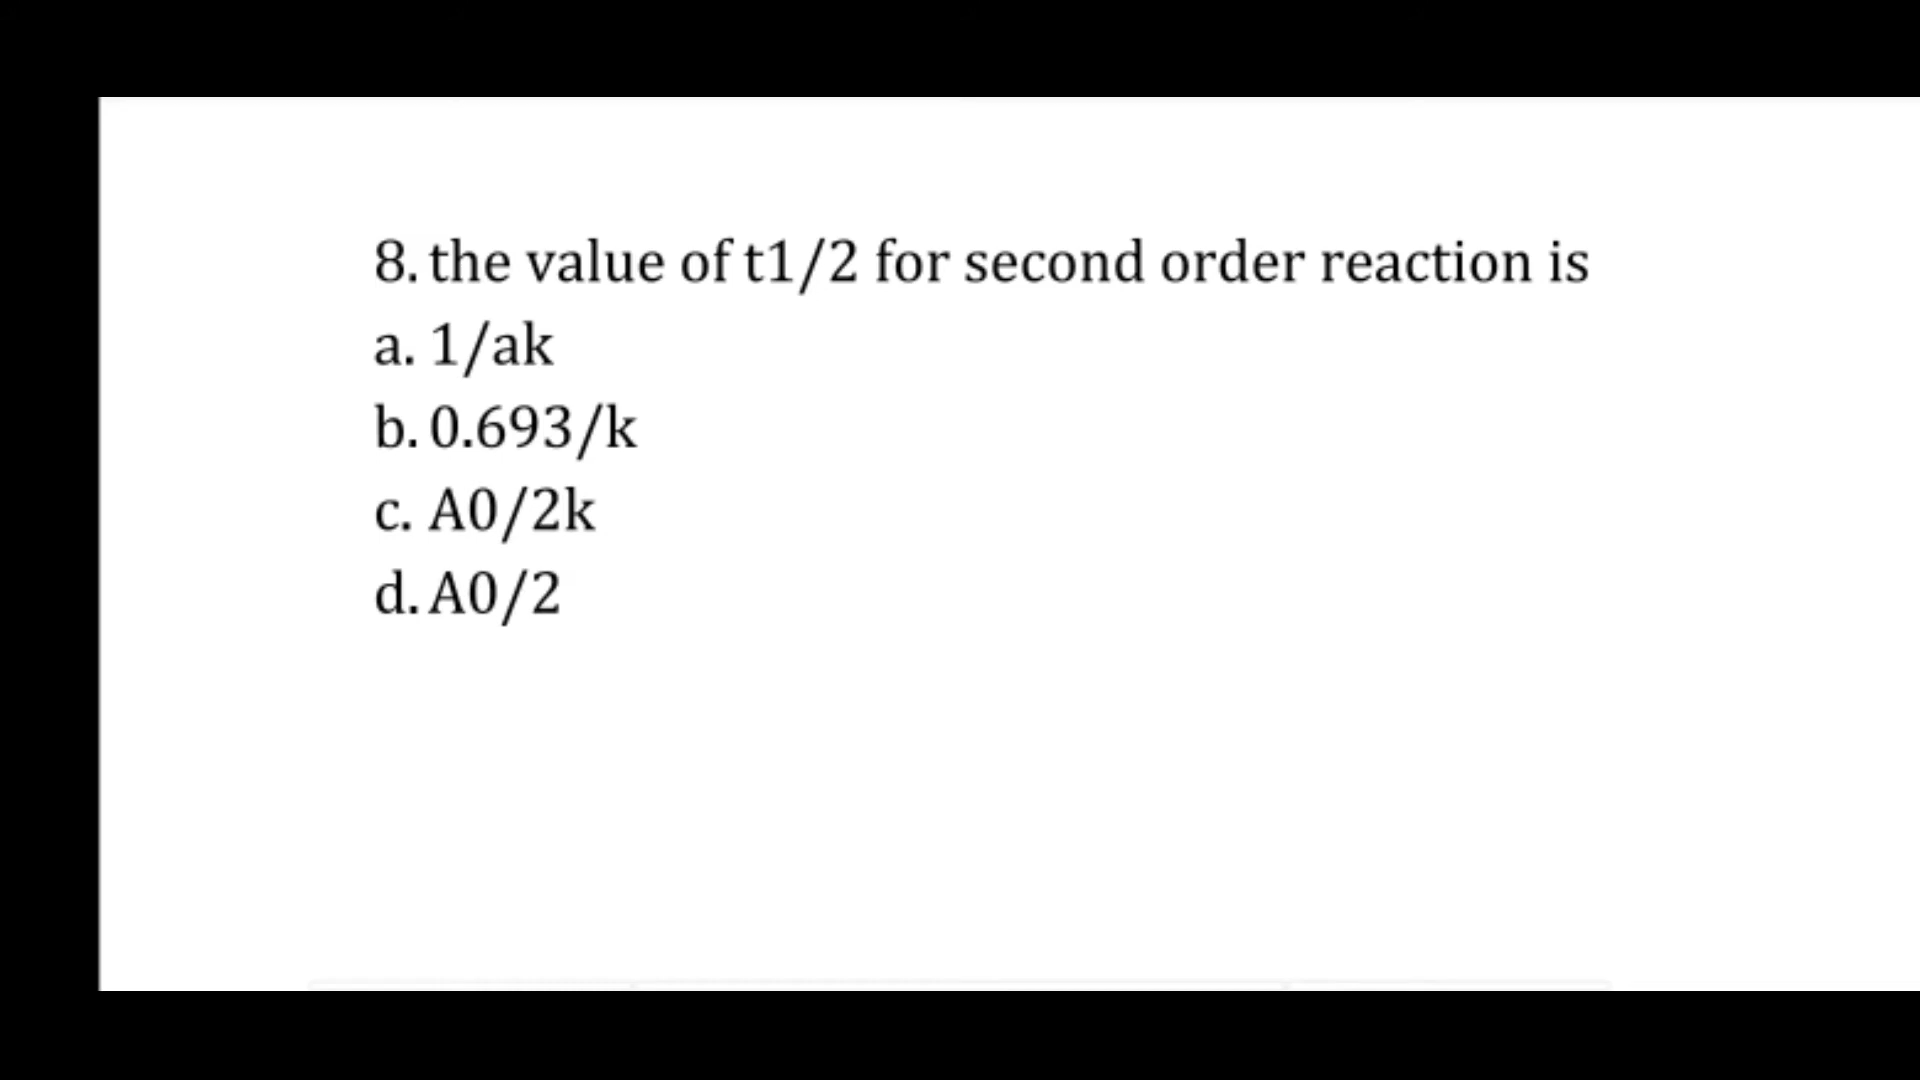 8. the value of t1/2 for second order reaction is
a. 1/ak
b. 0.693/k
c. A0/2k
d. A0/2